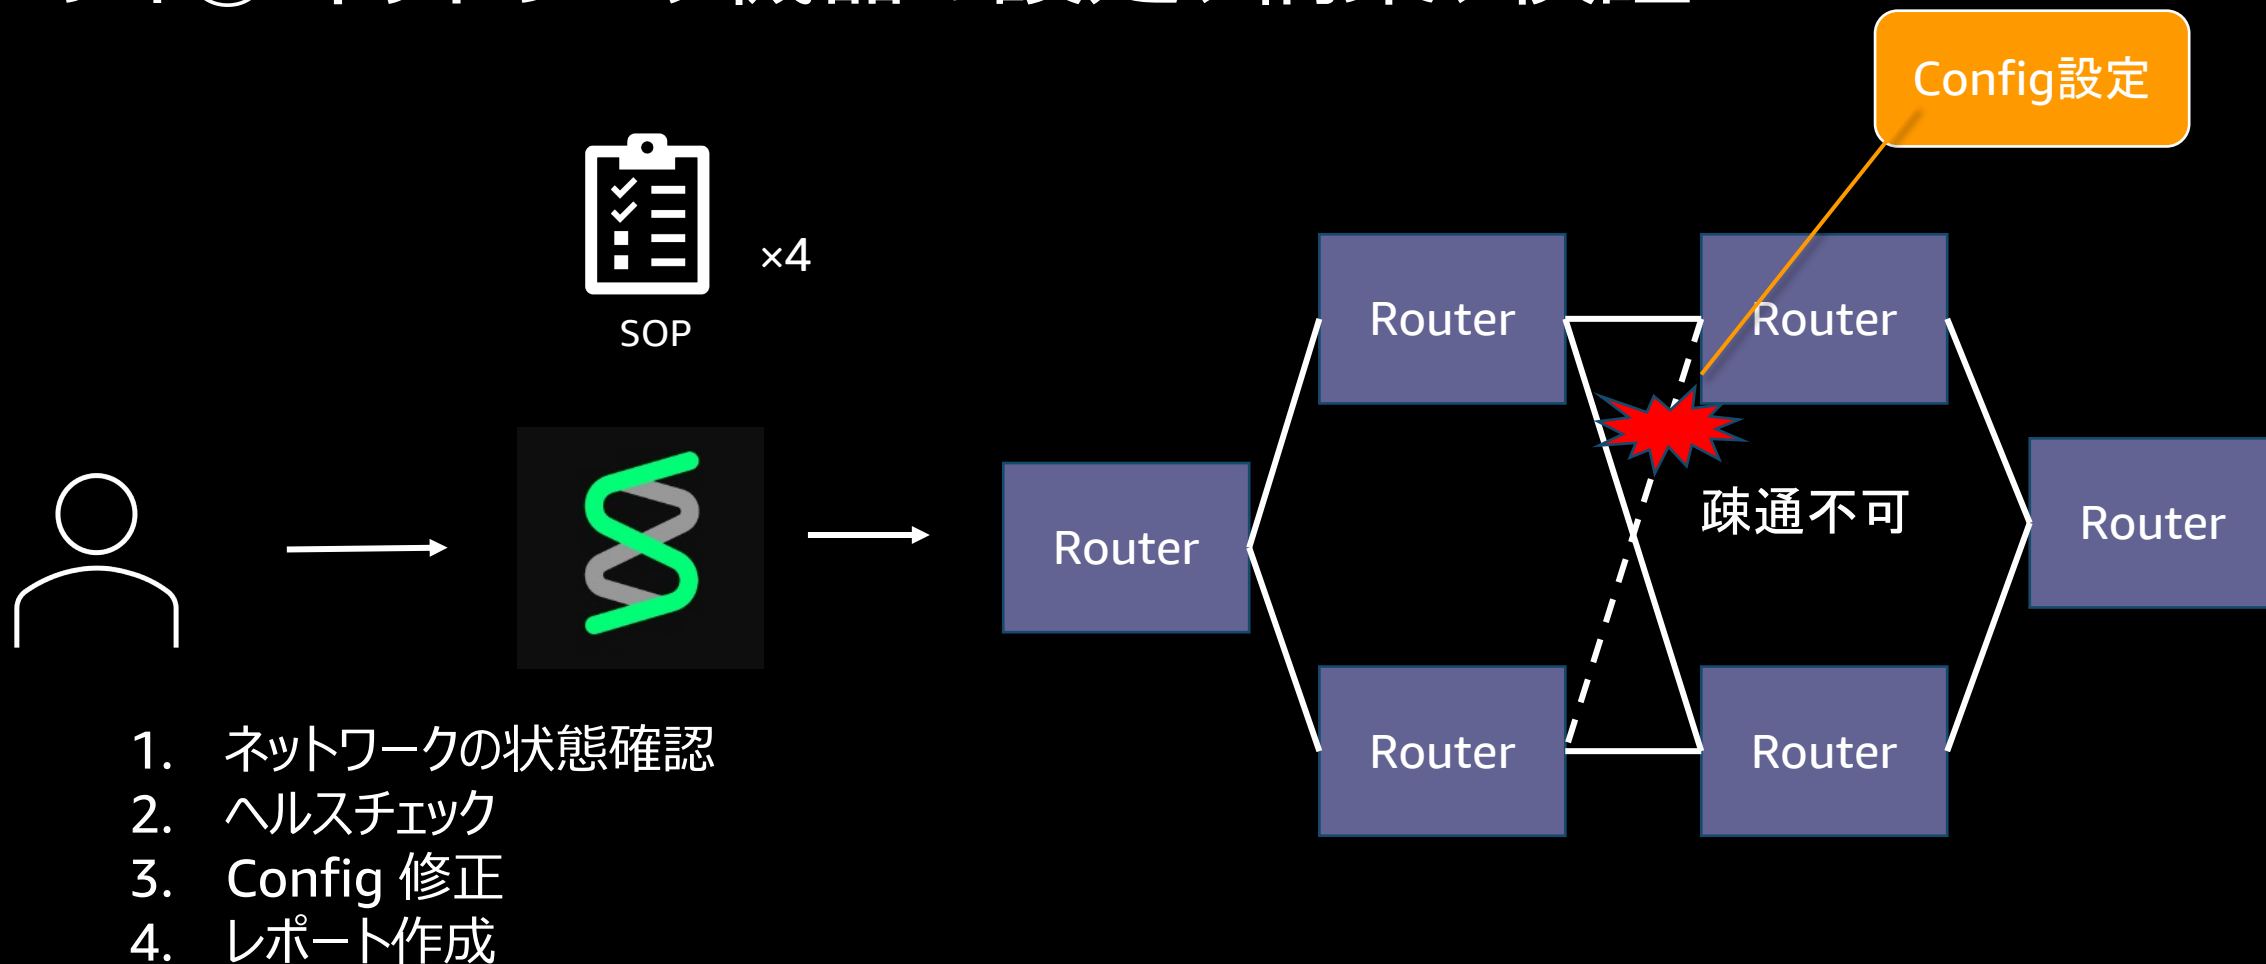 Config設定
×4
SOP
Router
Router
Router
疎通不可
Router
Router
Router
1. ネットワークの状態確認
2. ヘルスチェック
3. Config 修正
4. レポート作成